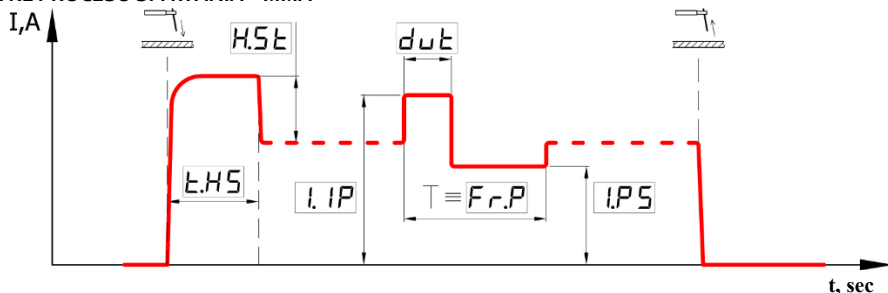 I,A
H.St
dut
t.HS
I.IP
T ≡ Fr.P
I.PS
t, sec